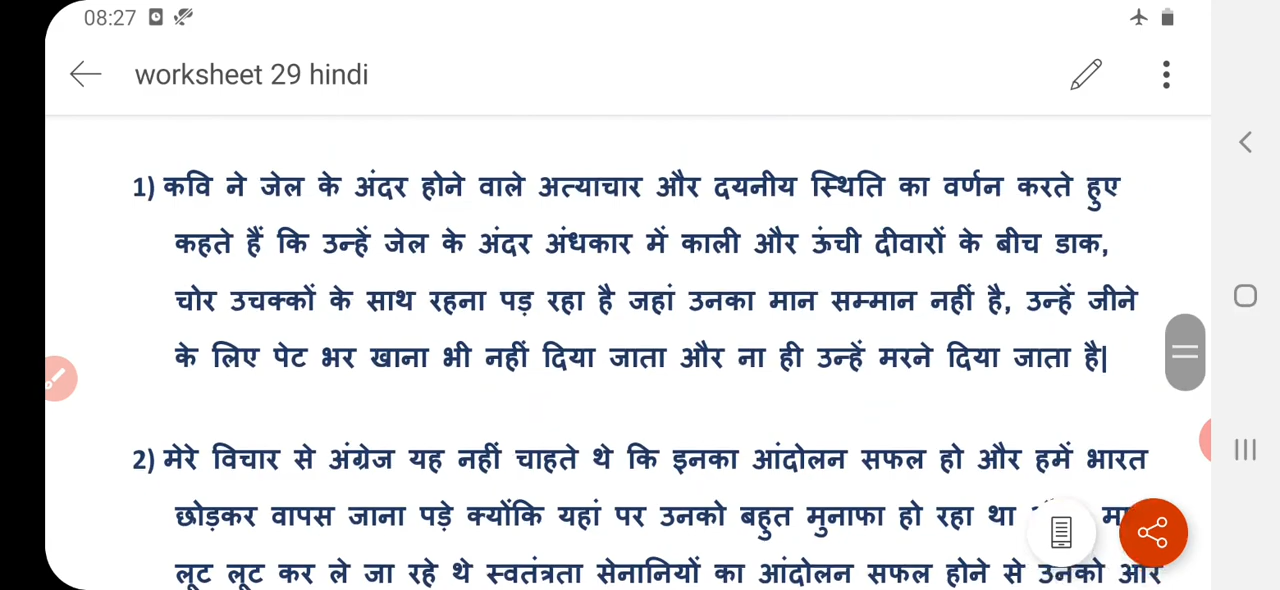 08:27
worksheet 29 hindi
1) कवि ने जेल के अंदर होने वाले अत्याचार और दयनीय स्थिति का वर्णन करते हुए
कहते हैं कि उन्हें जेल के अंदर अंधकार में काली और ऊंची दीवारों के बीच डाक,
चोर उचक्कों के साथ रहना पड़ रहा है जहां उनका मान सम्मान नहीं है, उन्हें जीने
के लिए पेट भर खाना भी नहीं दिया जाता और ना ही उन्हें मरने दिया जाता है|
2) मेरे विचार से अंग्रेज यह नहीं चाहते थे कि इनका आंदोलन सफल हो और हमें भारत
छोड़कर वापस जाना पड़े क्योंकि यहां पर उनको बहुत मुनाफा हो रहा था
लूट लूट कर ले जा रहे थे स्वतंत्रता सेनानियों का आंदोलन सफल होने से उनको और